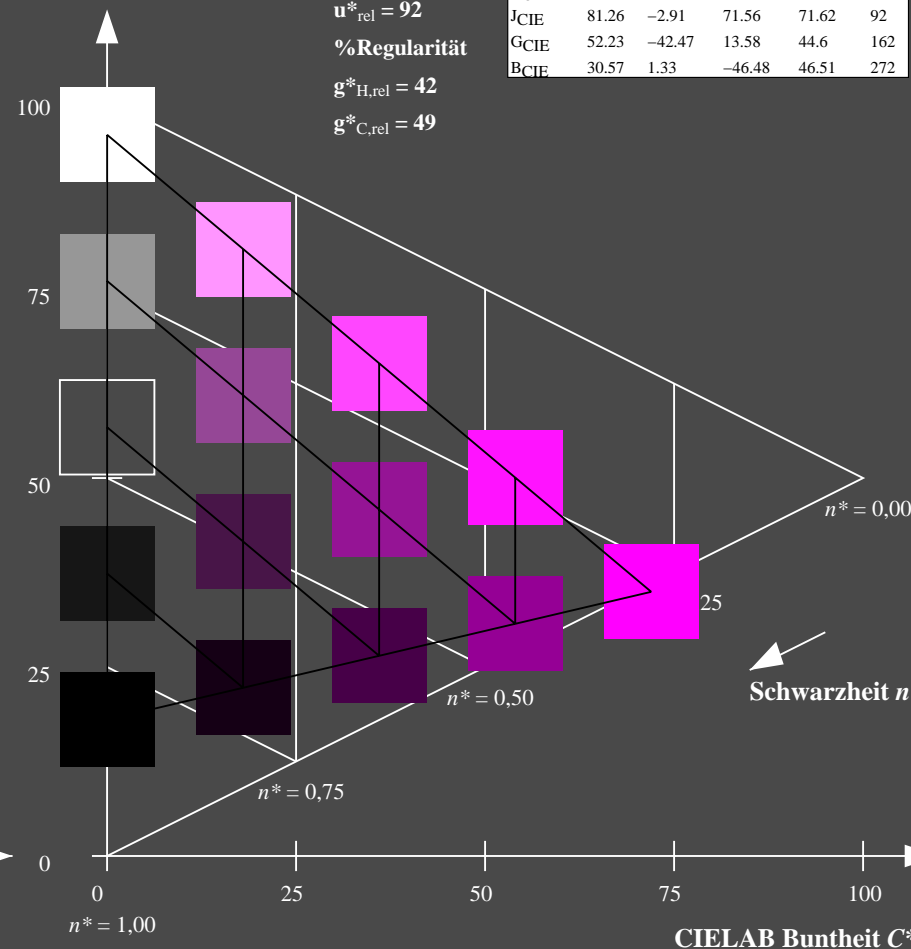 u*rel = 92
%Regularität
g*H,rel = 42
g*C,rel = 49
JCIE 81.26 −2.91 71.56 71.62 92
GCIE 52.23 −42.47 13.58 44.6 162
BCIE 30.57 1.33 −46.48 46.51 272
100
75
50
n* = 0,00
25
Schwarzheit n
25
n* = 0,50
n* = 0,75
0
0 25 50 75 100
n* = 1,00
CIELAB Buntheit C*